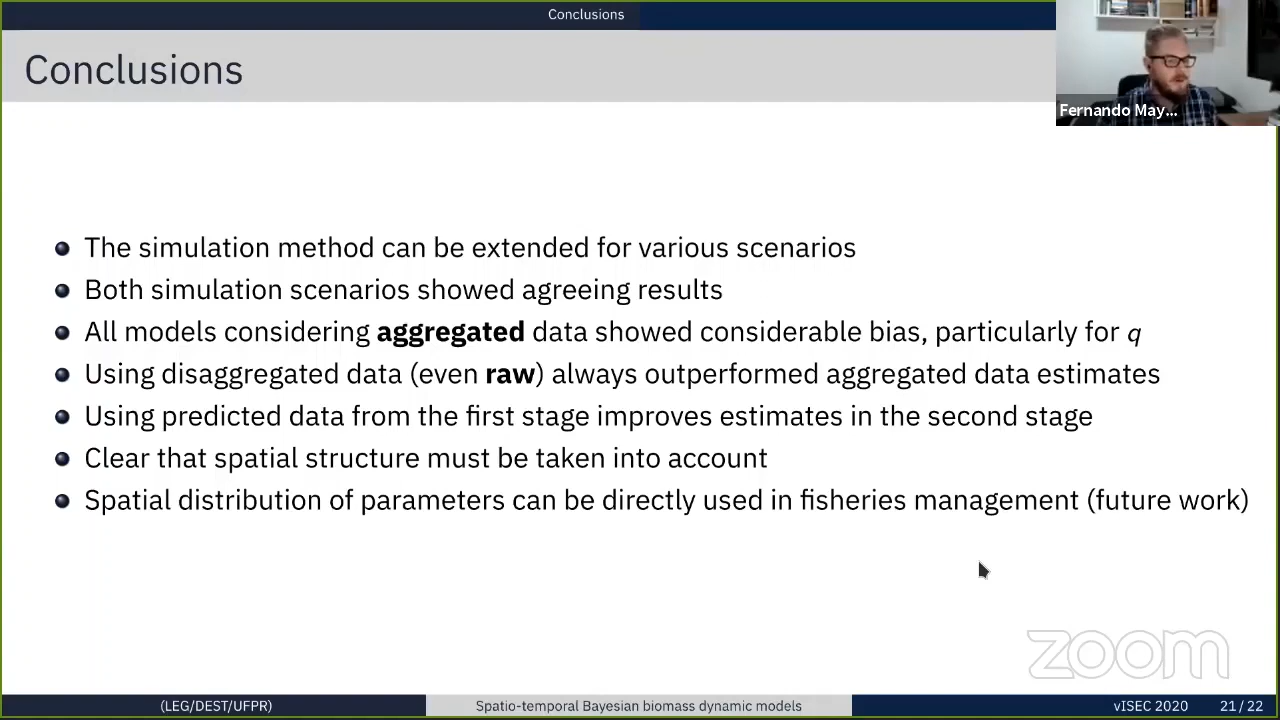 Conclusions
Conclusions
Fernando May...
The simulation method can be extended for various scenarios
Both simulation scenarios showed agreeing results
All models considering aggregated data showed considerable bias, particularly for q
Using disaggregated data (even raw) always outperformed aggregated data estimates
Using predicted data from the first stage improves estimates in the second stage
Clear that spatial structure must be taken into account
Spatial distribution of parameters can be directly used in fisheries management (future work)
zoom
(LEG/DEST/UFPR) Spatio-temporal Bayesian biomass dynamic models vISEC 2020 21 / 22